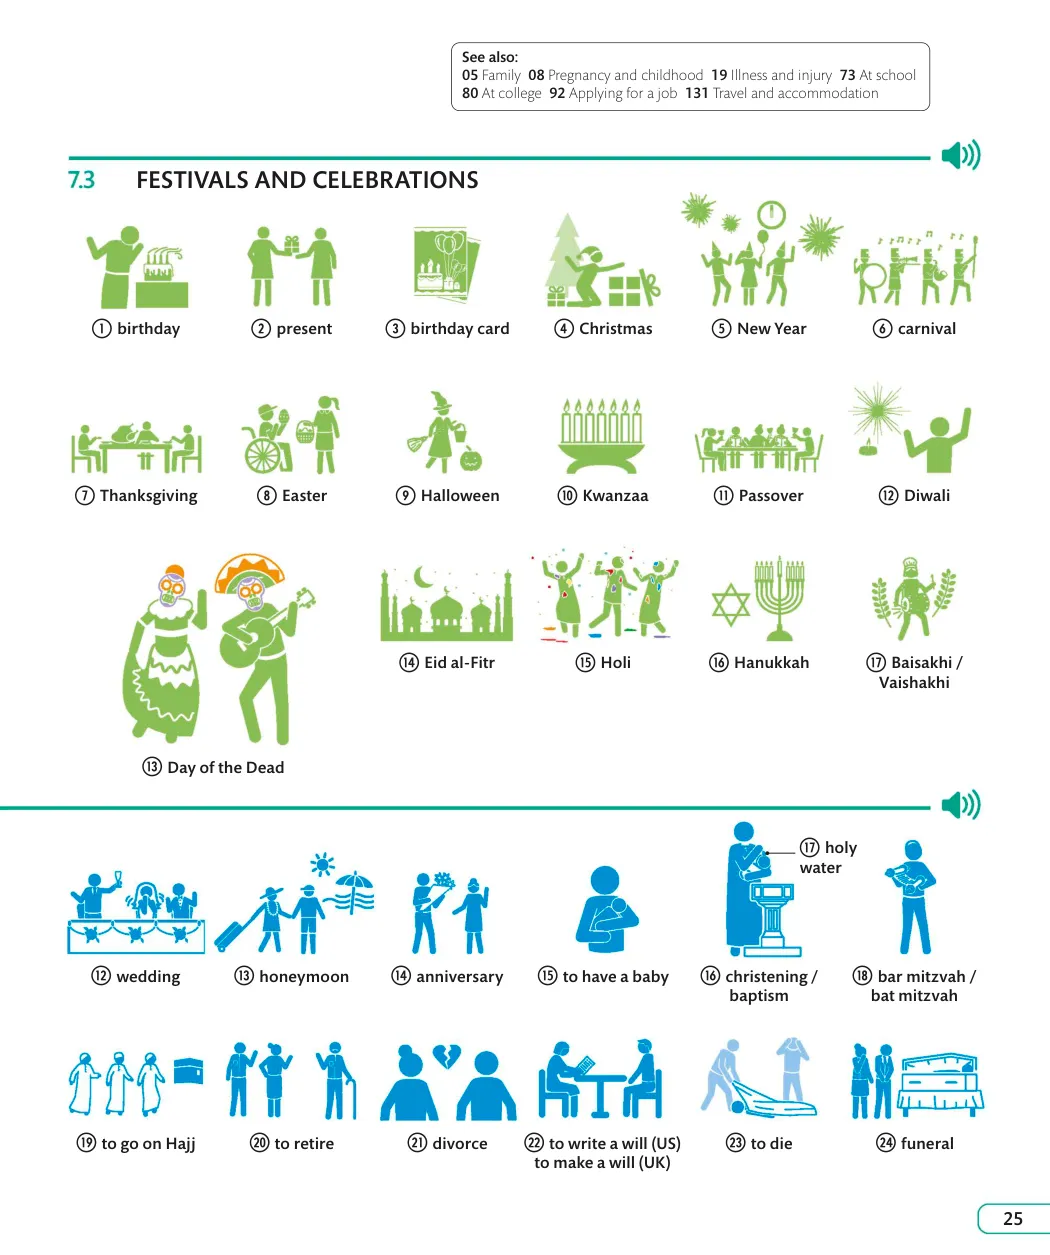 See also:
05 Family 08 Pregnancy and childhood 19 Illness and injury 73 At school
80 At college 92 Applying for a job 131 Travel and accommodation
7.3 FESTIVALS AND CELEBRATIONS
① birthday
② present
③ birthday card
④ Christmas
⑤ New Year
⑥ carnival
⑦ Thanksgiving
⑧ Easter
⑨ Halloween
⑩ Kwanzaa
⑪ Passover
⑫ Diwali
⑬ Day of the Dead
⑭ Eid al-Fitr
⑮ Holi
⑯ Hanukkah
⑰ Baisakhi /
Vaishakhi
⑫ wedding
⑬ honeymoon
⑭ anniversary
⑮ to have a baby
⑰ holy
water
⑯ christening /
baptism
⑱ bar mitzvah /
bat mitzvah
⑲ to go on Hajj
⑳ to retire
㉑ divorce
㉒ to write a will (US)
to make a will (UK)
㉓ to die
㉔ funeral
25